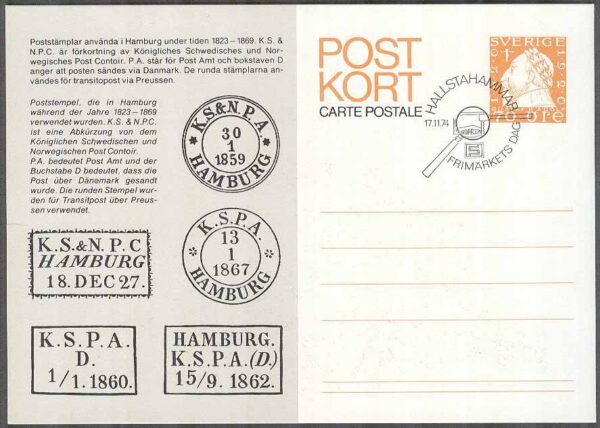 Poststämplar använda i Hamburg under tiden 1823 – 1869. K.S. &
N.P.C. är förkortning av Königliches Schwedisches und Nor-
wegisches Post Contoir. P.A. står för Post Amt och bokstaven D
anger att posten sändes via Danmark. De runda stämplarna an-
vändes för transitopost via Preussen.
Poststempel, die in Hamburg
während der Jahre 1823 – 1869
verwendet wurden. K.S. & N.P.C.
ist eine Abkürzung von dem
Königlichen Schwedischen und
Norwegischen Post Contoir.
P.A. bedeutet Post Amt und der
Buchstabe D bedeutet, dass die
Post über Dänemark gesandt
wurde. Die runden Stempel wur-
den für Transitpost über Preus-
sen verwendet.
K.S.&N.P.A.
30
1
1859
HAMBURG
K.S.P.A.
13
1
1867
* HAMBURG *
K.S.&N.P.C
HAMBURG
18.DEC 27.
K.S.P.A.
D.
1/1.1860.
HAMBURG.
K.S.P.A.(D.)
15/9. 1862.
POST
KORT
CARTE POSTALE
SVERIGE
70 ÖRE
HALLSTAHAMMAR
17.11.74
FRIMÄRKETS DAG